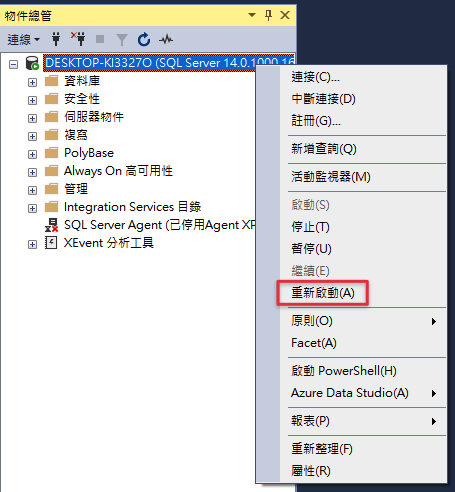 物件總管
連線
DESKTOP-KI3327O (SQL Server 14.0.1000.16
資料庫
安全性
伺服器物件
複寫
PolyBase
Always On 高可用性
管理
Integration Services 目錄
SQL Server Agent (已停用Agent XP
XEvent 分析工具
連接(C)...
中斷連接(D)
註冊(G)...
新增查詢(Q)
活動監視器(M)
啟動(S)
停止(T)
暫停(U)
繼續(E)
重新啟動(A)
原則(O)
Facet(A)
啟動 PowerShell(H)
Azure Data Studio(A)
報表(P)
重新整理(F)
屬性(R)